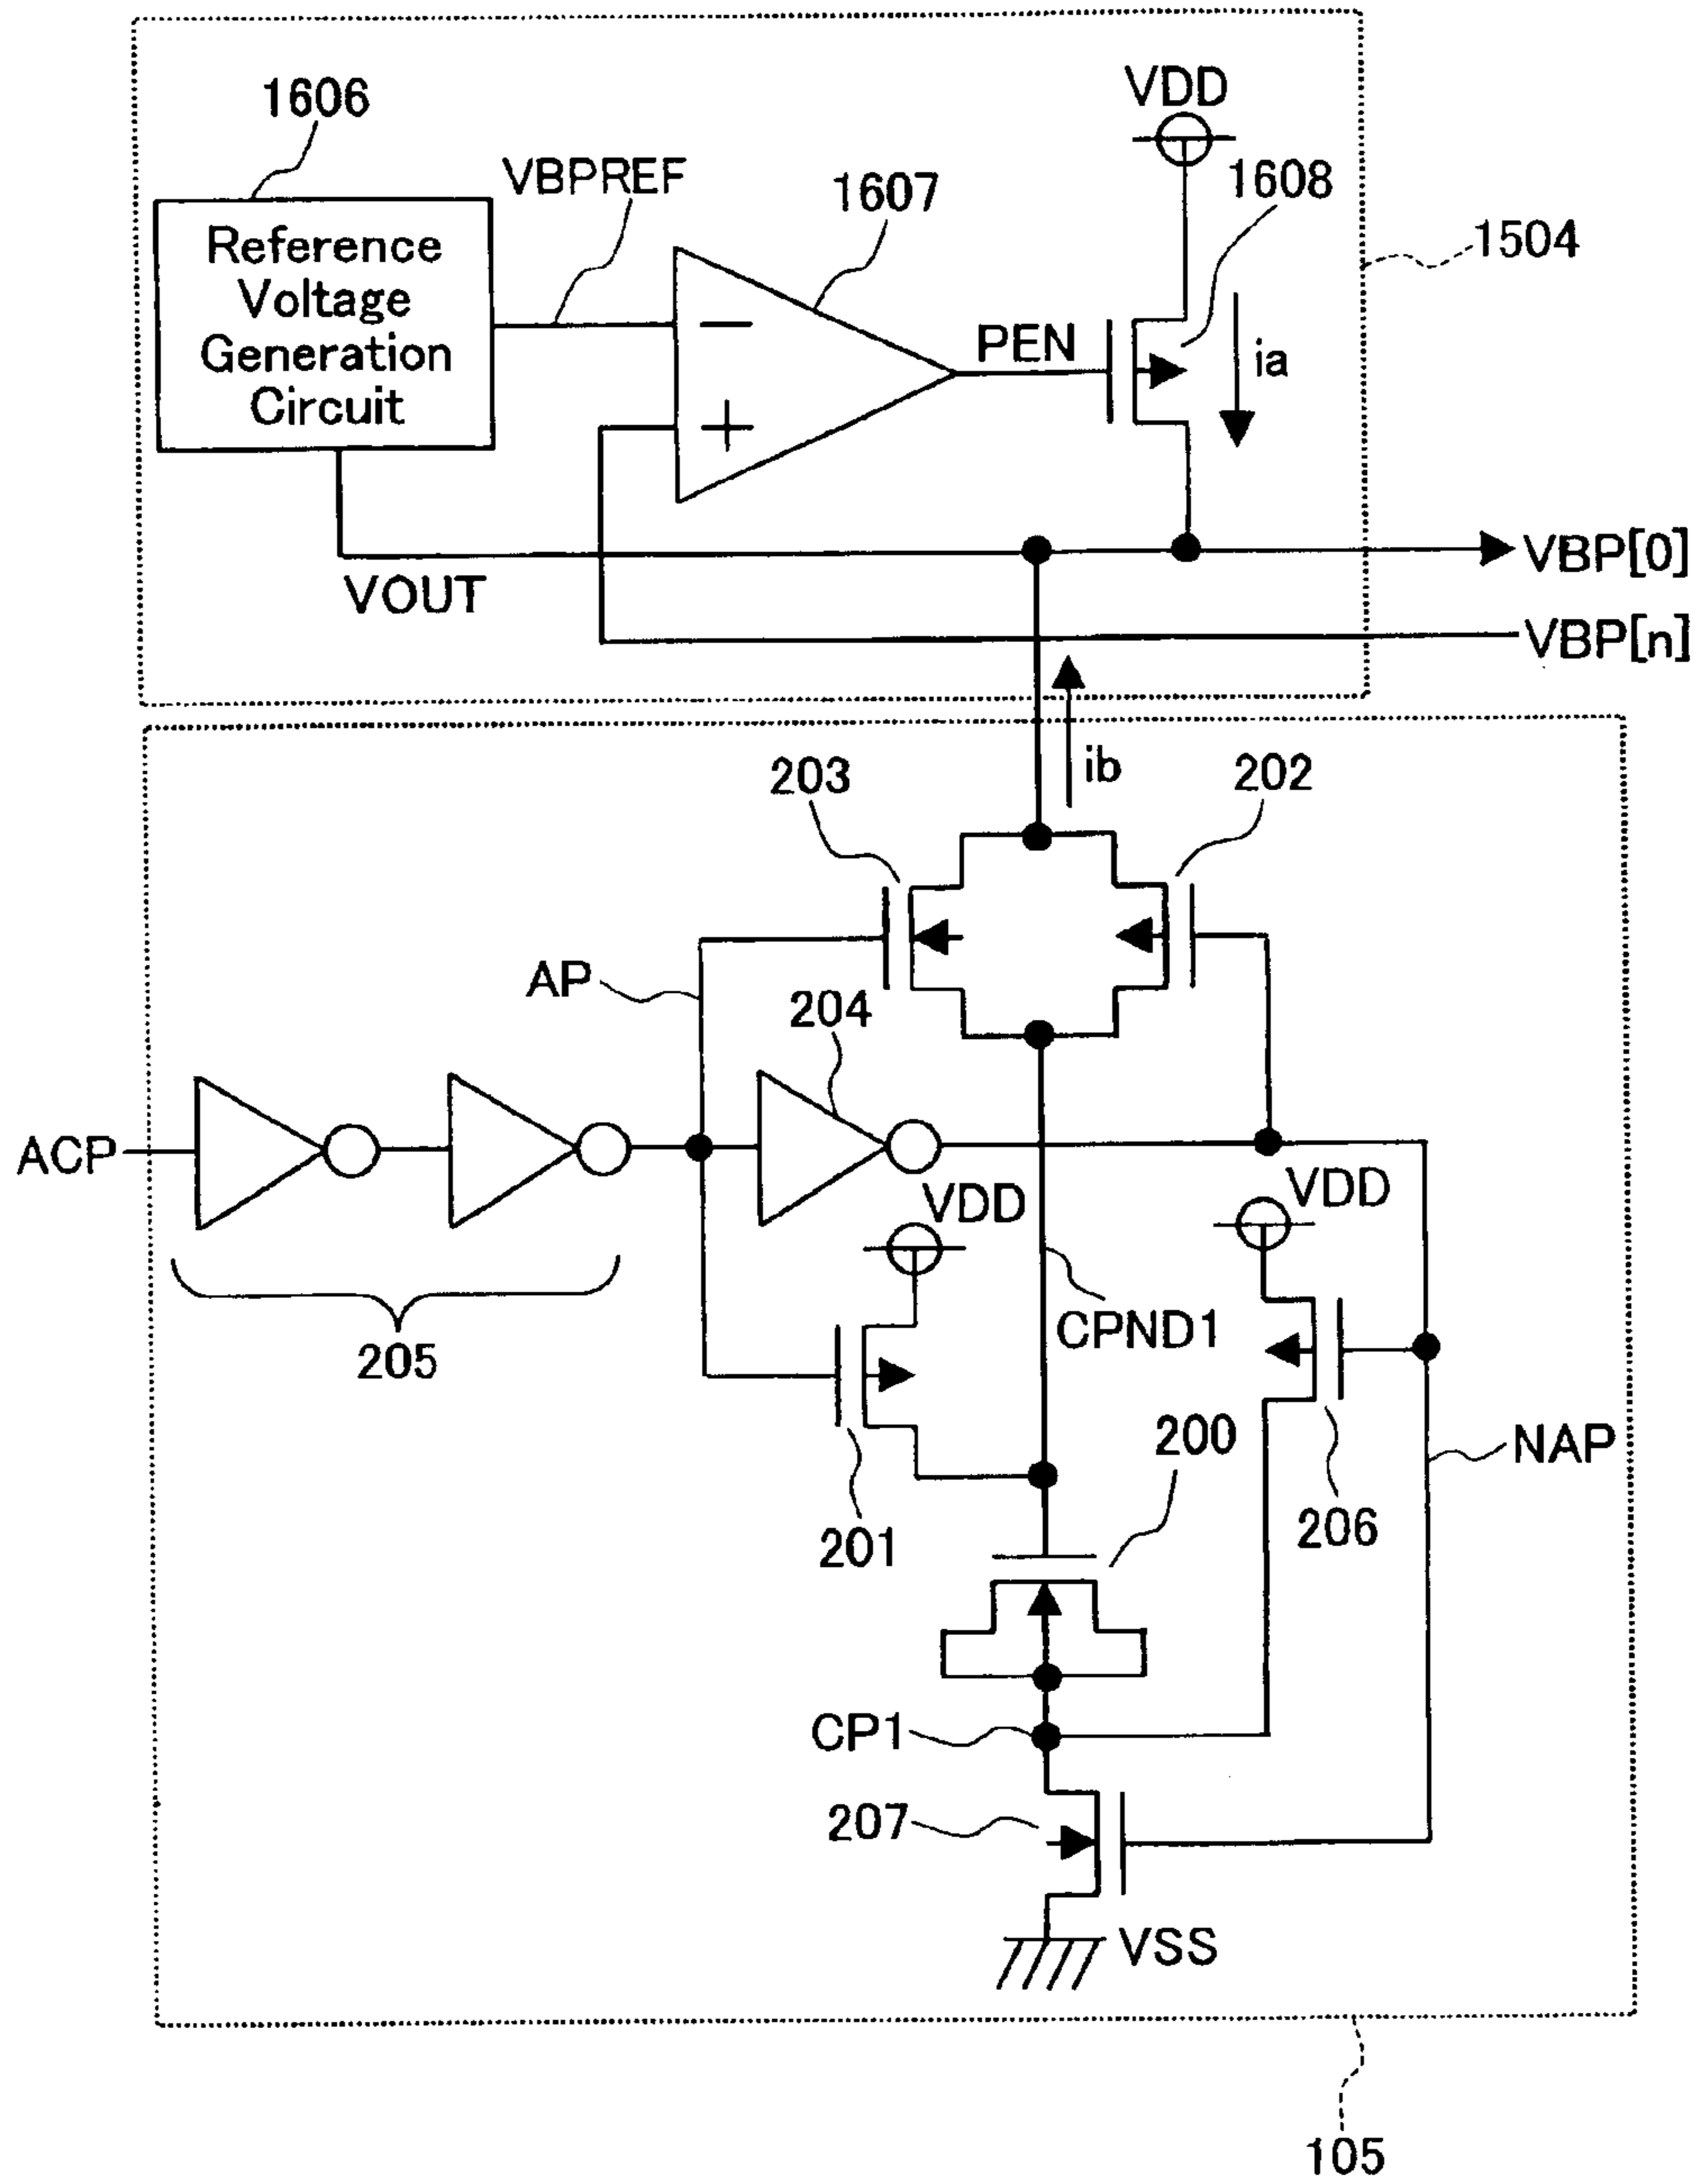 1606
VBPREF
1607
VDD
1608
1504
Reference
Voltage
Generation
Circuit
−
+
PEN
ia
VOUT
VBP[0]
VBP[n]
ib
203
202
AP
204
ACP
205
VDD
VDD
CPND1
201
200
206
NAP
CP1
207
VSS
105